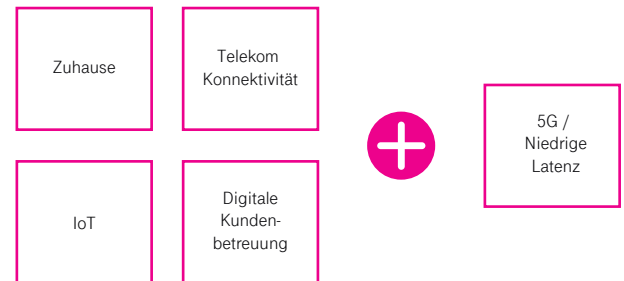 Zuhause
Telekom
Konnektivität
5G /
Niedrige
Latenz
IoT
Digitale
Kunden-
betreuung